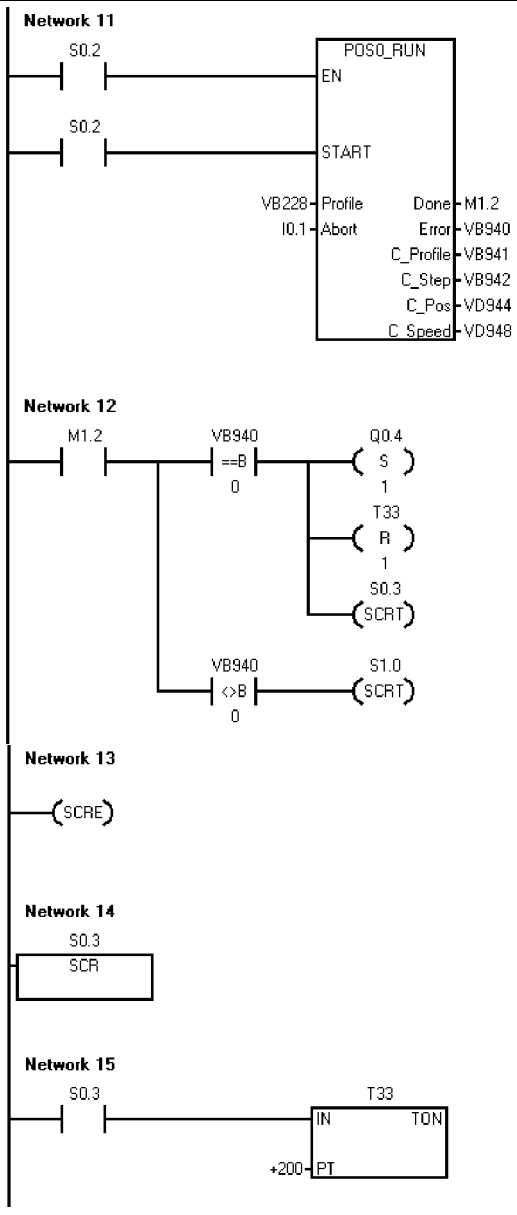 Network 11
S0.2
POS0_RUN
EN
S0.2
START
VB228 Profile Done M1.2
I0.1 Abort Error VB940
C_Profile VB941
C_Step VB942
C_Pos VD944
C_Speed VD948
Network 12
M1.2 VB940 Q0.4
==B S
0 1
T33
R
1
S0.3
SCRT
VB940 S1.0
<>B SCRT
0
Network 13
SCRE
Network 14
S0.3
SCR
Network 15
S0.3 T33
IN TON
+200 PT